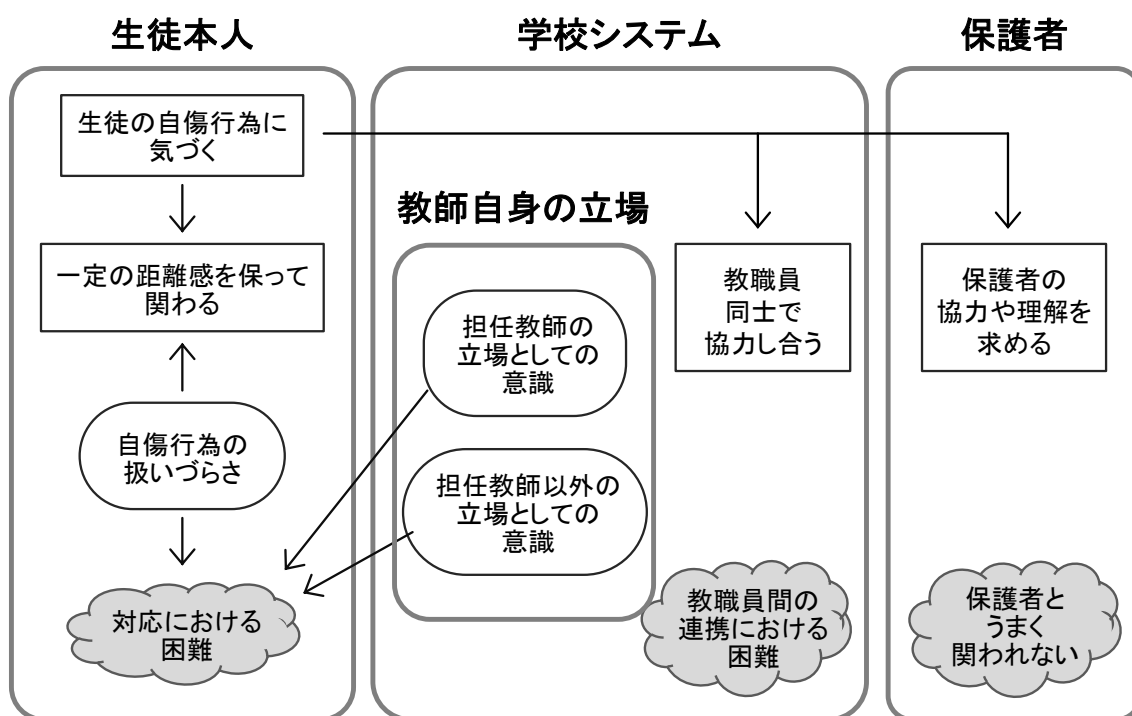 生徒本人
学校システム
保護者
生徒の自傷行為に
気づく
教師自身の立場
一定の距離感を保って
関わる
教職員
同士で
協力し合う
保護者の
協力や理解を
求める
担任教師の
立場としての
意識
自傷行為の
扱いづらさ
担任教師以外の
立場としての
意識
対応における
困難
教職員間の
連携における
困難
保護者と
うまく
関われない